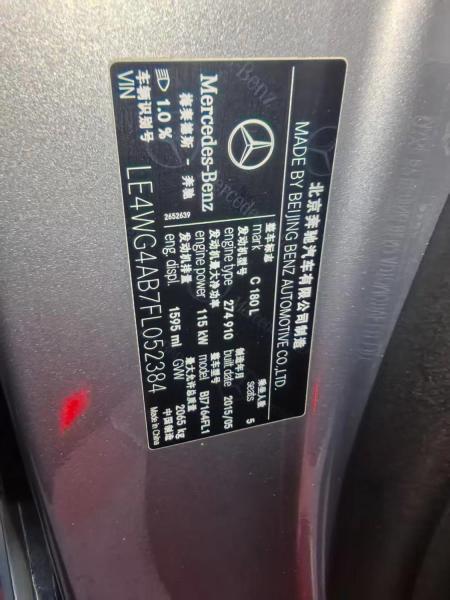 北京奔驰汽车有限公司制造
MADE BY BEIJING BENZ AUTOMOTIVE CO.,LTD.
梅赛德斯-奔驰
Mercedes-Benz
整车标志 乘坐人数
mark C 180 L seats 5
发动机型号 制造年月
engine type 274 910 built date 2015/05
发动机最大净功率 整车型号
engine power 115 kW model BJ7164FL1
发动机排量 最大允许总质量
eng. displ. 1595 ml GVW 2065 kg
2652639
1.0 %
车辆识别号 中国制造
VIN LE4WG4AB7FL052384 Made in China